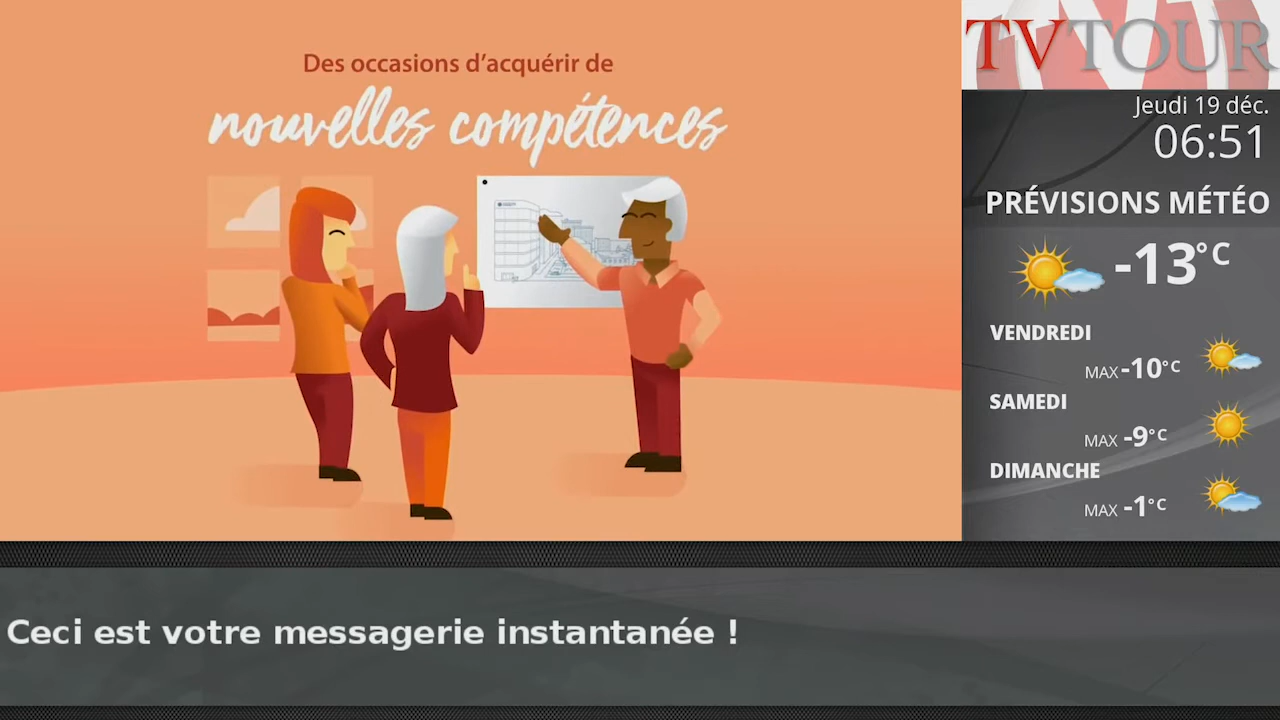 Des occasions d'acquérir de
nouvelles compétences
TVTOUR
Jeudi 19 déc.
06:51
PRÉVISIONS MÉTÉO
-13°C
VENDREDI
MAX -10°C
SAMEDI
MAX -9°C
DIMANCHE
MAX -1°C
Ceci est votre messagerie instantanée !